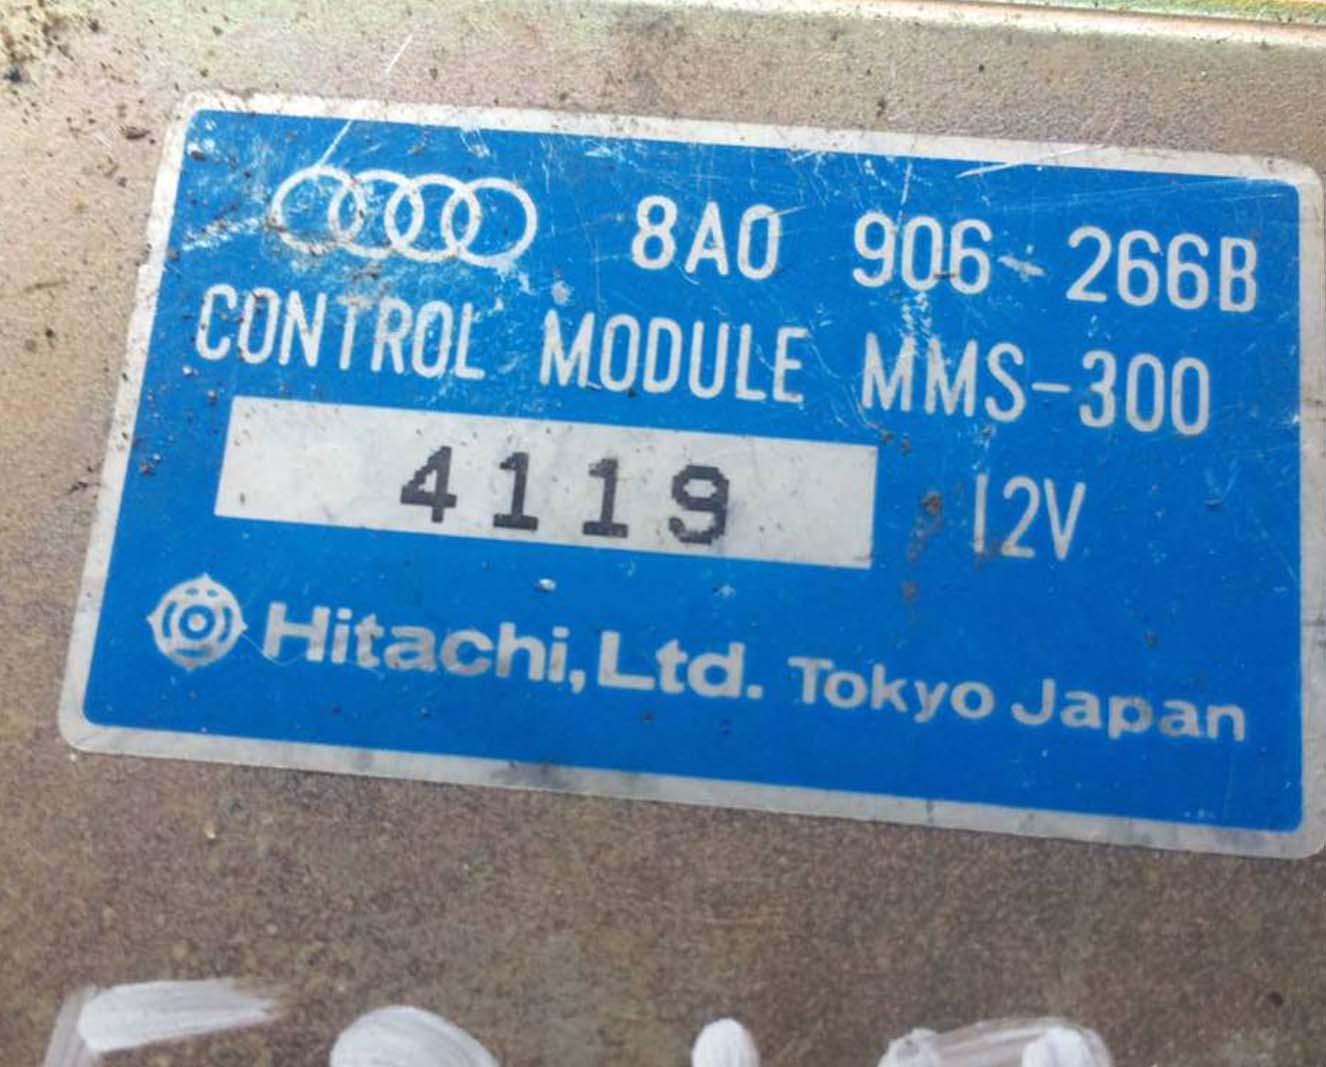 8A0 906 266B
CONTROL MODULE MMS-300
4119 12V
Hitachi, Ltd. Tokyo Japan